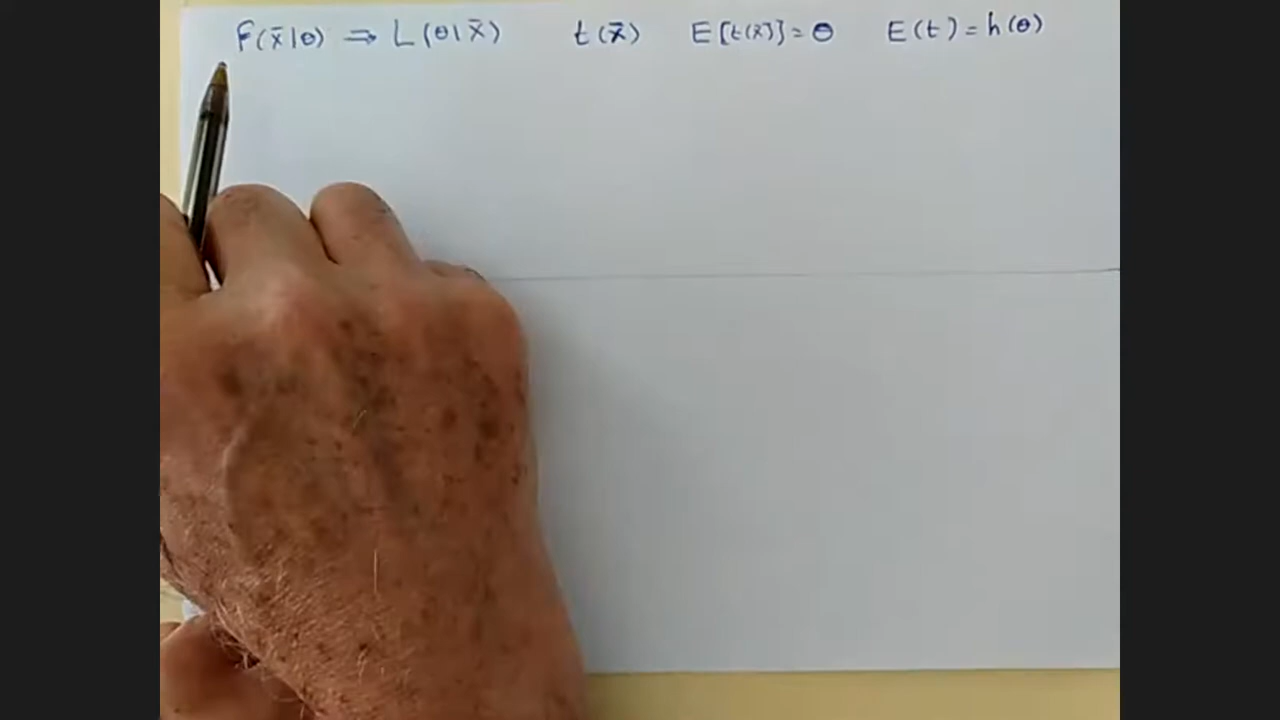 f(x̄|θ) ⇒ L(θ|x̄) t(x̄) E[t(x̄)] = θ E(t) = h(θ)